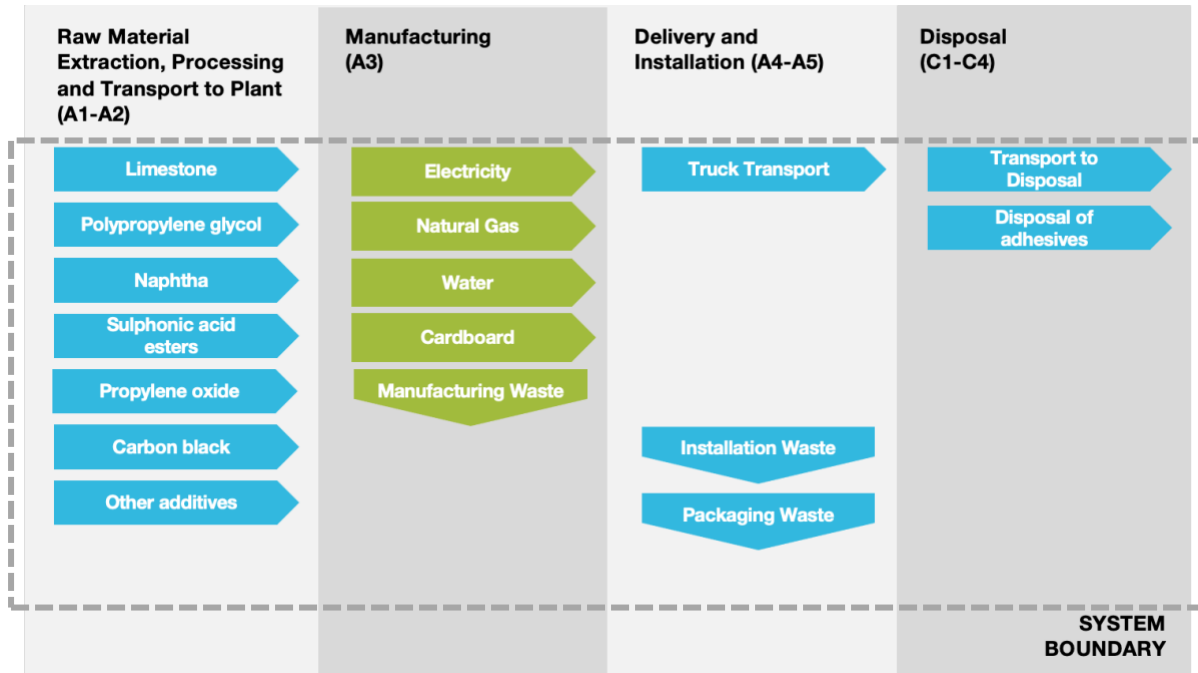 Raw Material
Extraction, Processing
and Transport to Plant
(A1-A2)
Limestone
Polypropylene glycol
Naphtha
Sulphonic acid
esters
Propylene oxide
Carbon black
Other additives
Manufacturing
(A3)
Electricity
Natural Gas
Water
Cardboard
Manufacturing Waste
Delivery and
Installation (A4-A5)
Truck Transport
Installation Waste
Packaging Waste
Disposal
(C1-C4)
Transport to
Disposal
Disposal of
adhesives
SYSTEM
BOUNDARY